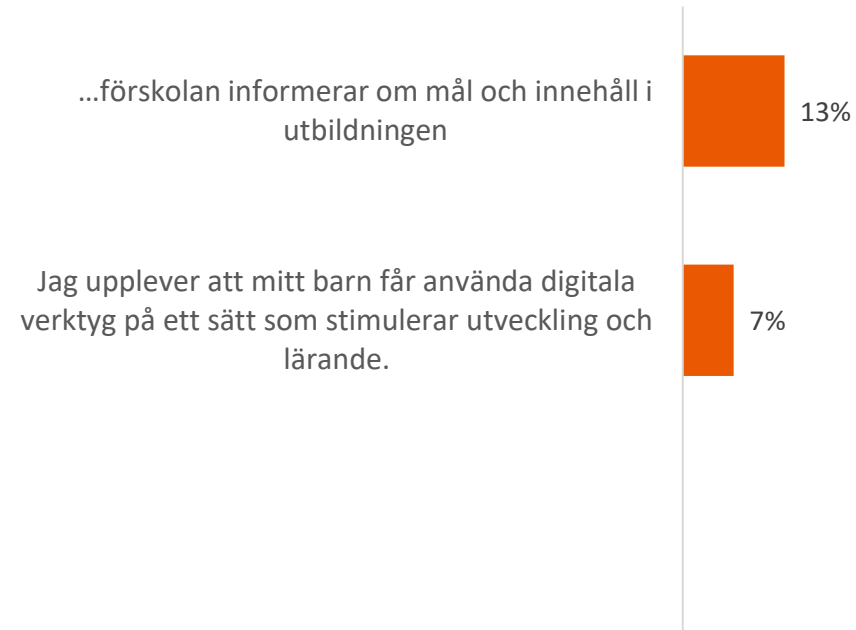 …förskolan informerar om mål och innehåll i
utbildningen
13%
Jag upplever att mitt barn får använda digitala
verktyg på ett sätt som stimulerar utveckling och
lärande.
7%